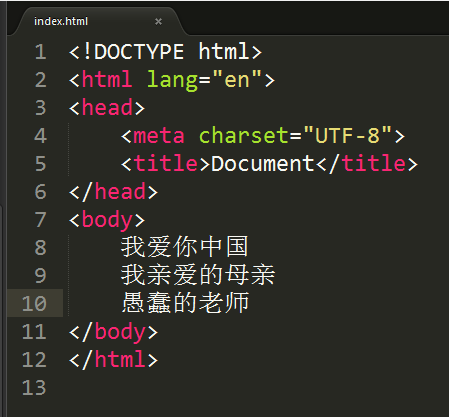 index.html ×
1 <!DOCTYPE html>
2 <html lang="en">
3 <head>
4     <meta charset="UTF-8">
5     <title>Document</title>
6 </head>
7 <body>
8     我爱你中国
9     我亲爱的母亲
10     愚蠢的老师
11 </body>
12 </html>
13